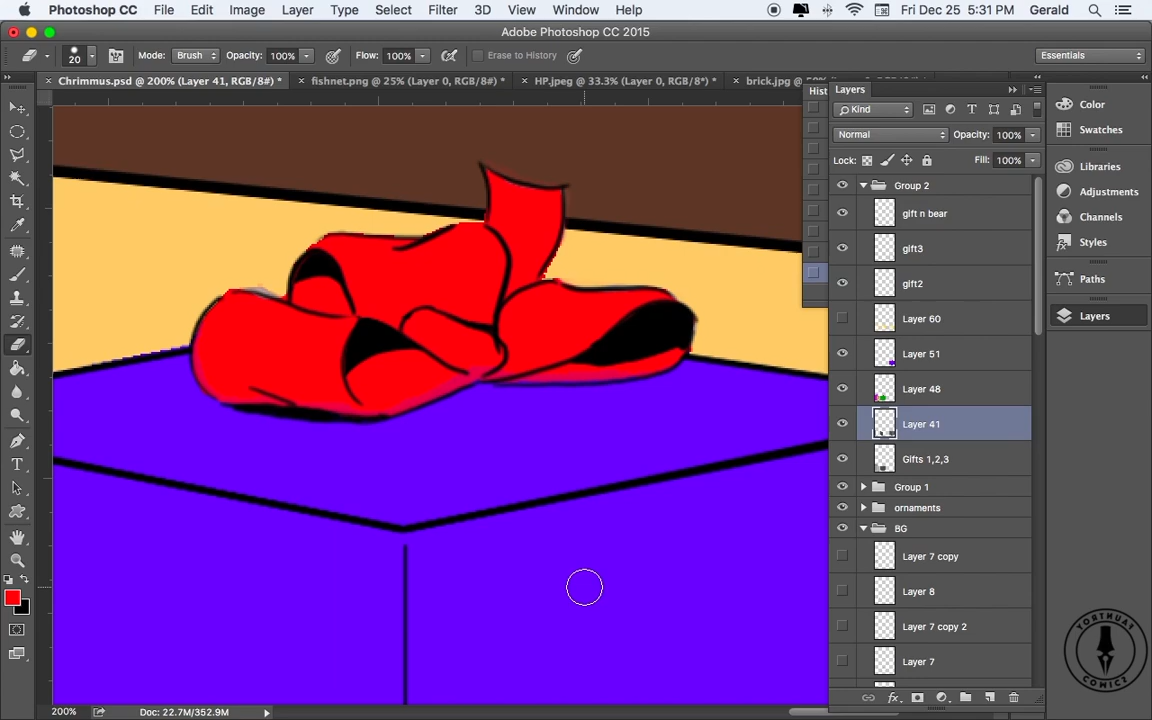 Photoshop CC File Edit Image Layer Type Select Filter 3D View Window Help Fri Dec 25 5:31 PM Gerald
Adobe Photoshop CC 2015
20 Mode: Brush Opacity: 100% Flow: 100% Erase to History Essentials
Chrimmus.psd @ 200% (Layer 41, RGB/8#) * fishnet.png @ 25% (Layer 0, RGB/8#) * HP.jpeg @ 33.3% (Layer 0, RGB/8*) * brick.jpg @
Hist Layers
Kind
Color
Normal Opacity: 100%
Swatches
Lock: Fill: 100%
Libraries
Group 2
Adjustments
gift n bear
Channels
gift3
Styles
gift2
Paths
Layer 60
Layers
Layer 51
Layer 48
Layer 41
Gifts 1,2,3
Group 1
ornaments
BG
Layer 7 copy
Layer 8
Layer 7 copy 2
Layer 7
YORTHUAT
COMICS
200% Doc: 22.7M/352.9M